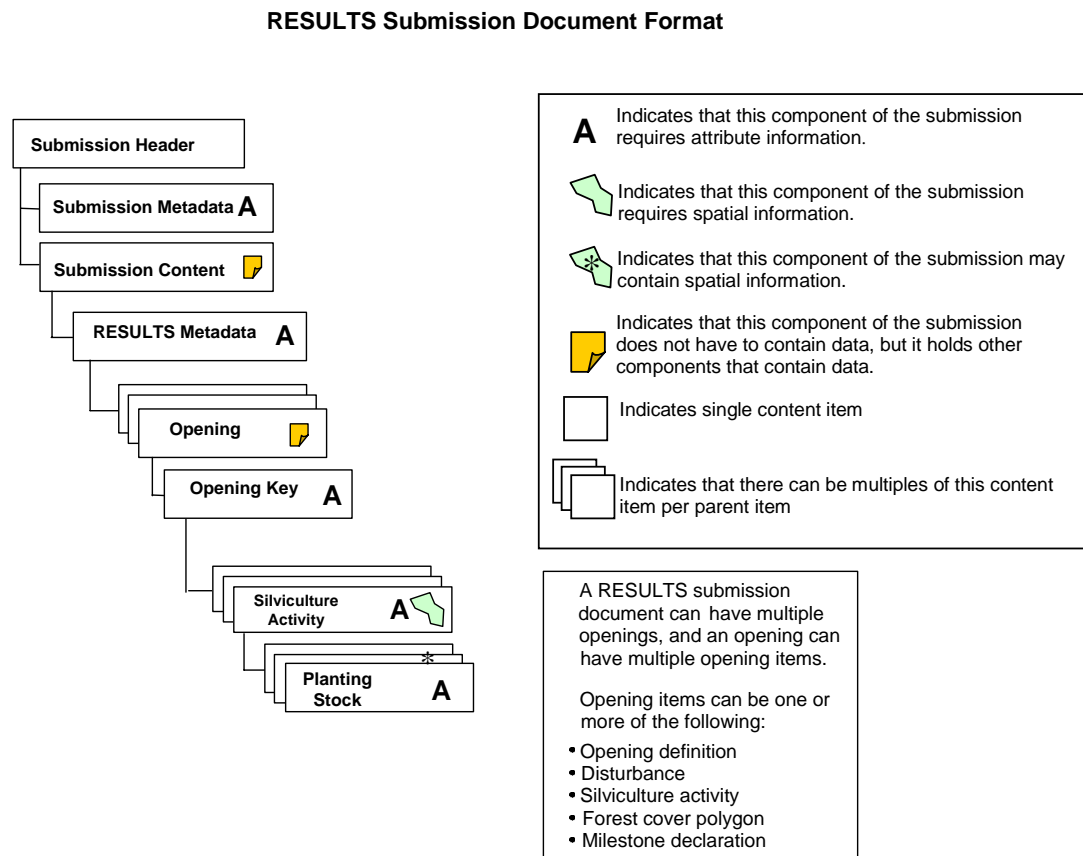 RESULTS Submission Document Format
Submission Header
Submission Metadata A
Submission Content
RESULTS Metadata A
Opening
Opening Key A
Silviculture
Activity A
*
Planting
Stock A
A Indicates that this component of the submission
requires attribute information.
Indicates that this component of the submission
requires spatial information.
* Indicates that this component of the submission may
contain spatial information.
Indicates that this component of the submission
does not have to contain data, but it holds other
components that contain data.
Indicates single content item
Indicates that there can be multiples of this content
item per parent item
A RESULTS submission
document can have multiple
openings, and an opening can
have multiple opening items.
Opening items can be one or
more of the following:
• Opening definition
• Disturbance
• Silviculture activity
• Forest cover polygon
• Milestone declaration